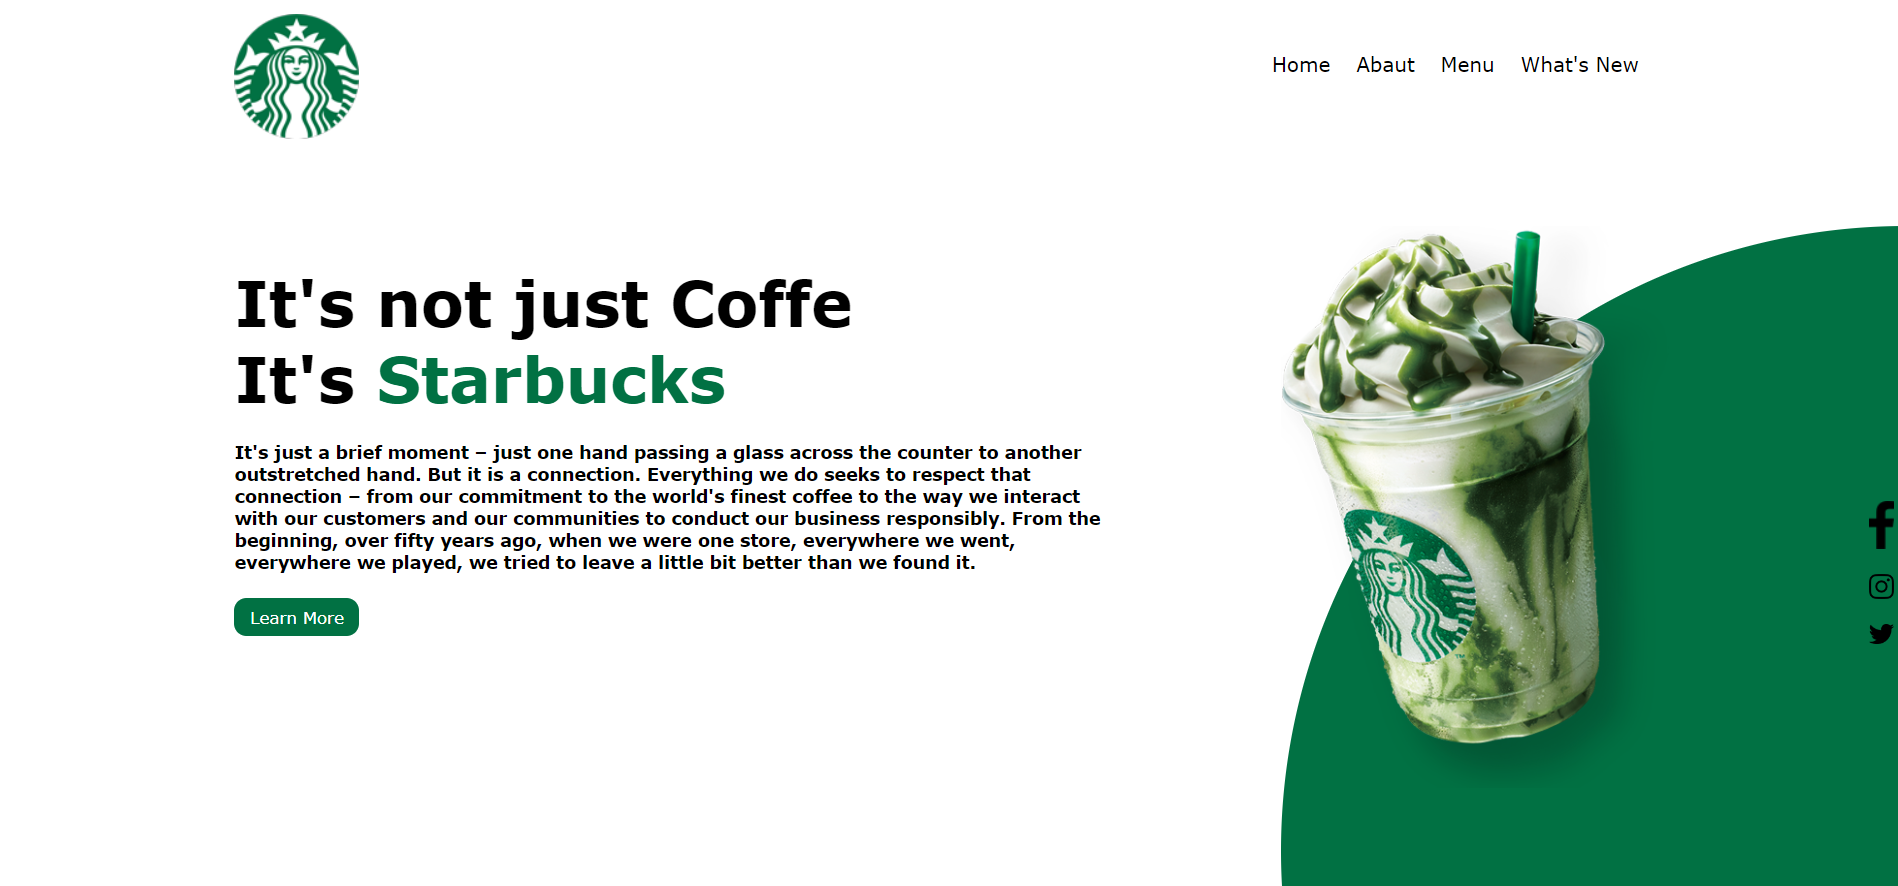 Home Abaut Menu What's New
It's not just Coffe
It's Starbucks
It's just a brief moment – just one hand passing a glass across the counter to another
outstretched hand. But it is a connection. Everything we do seeks to respect that
connection – from our commitment to the world's finest coffee to the way we interact
with our customers and our communities to conduct our business responsibly. From the
beginning, over fifty years ago, when we were one store, everywhere we went,
everywhere we played, we tried to leave a little bit better than we found it.
Learn More
TM